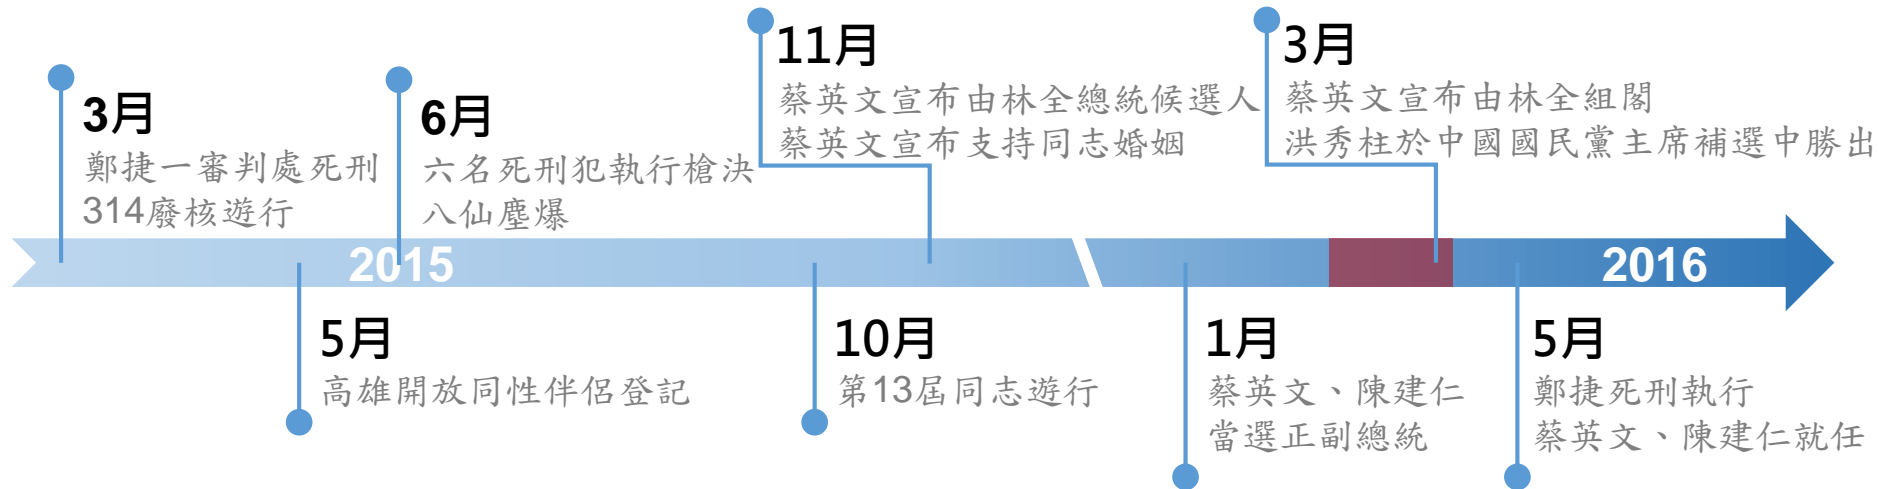 3月
鄭捷一審判處死刑
314廢核遊行
6月
六名死刑犯執行槍決
八仙塵爆
11月
蔡英文宣布由林全總統候選人
蔡英文宣布支持同志婚姻
3月
蔡英文宣布由林全組閣
洪秀柱於中國國民黨主席補選中勝出
2015
2016
5月
高雄開放同性伴侶登記
10月
第13屆同志遊行
1月
蔡英文、陳建仁
當選正副總統
5月
鄭捷死刑執行
蔡英文、陳建仁就任